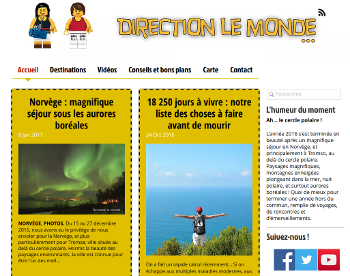 DIRECTION LE MONDE
...
Accueil Destinations Vidéos Conseils et bons plans Carte Contact
Norvège : magnifique
séjour sous les aurores
boréales
8 Jan 2017
NORVÈGE, PHOTOS. Du 15 au 27 décembre
2016, nous avons eu le privilège de nous
envoler pour la Norvège, et plus
particulièrement pour Tromsø, ville située au
delà du cercle polaire. Hormis la beauté des
paysages environnants, la ville est connue pour
être l'un des meil...
18 250 jours à vivre : notre
liste des choses à faire
avant de mourir
24 Oct 2016
On a fait un rapide calcul récemment... Si on
échappe aux multiples maladies modernes, aux
Rechercher
L'humeur du moment
Ah... le cercle polaire !
L'année 2016 s'est terminée en
beauté après un magnifique
séjour en Norvège, et
principalement à Tromso, au
delà du cercle polaire.
Paysages magnifiques,
montagnes enneigées
plongeant dans la mer, nuit
polaire, et surtout aurores
boréales ! Quoi de mieux pour
terminer une année hors du
commun, remplie de voyages,
de rencontres et
d'émerveillements.
Suivez-nous !